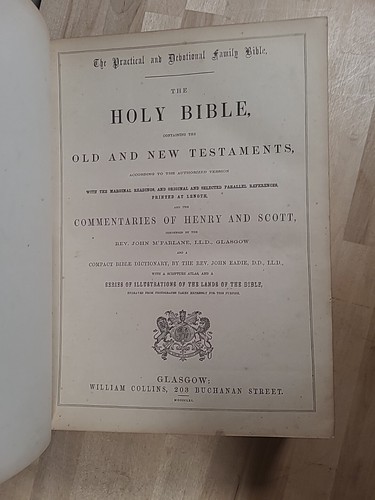 The Practical and Devotional Family Bible.
THE
HOLY BIBLE,
CONTAINING THE
OLD AND NEW TESTAMENTS,
ACCORDING TO THE AUTHORIZED VERSION
WITH THE MARGINAL READINGS, AND ORIGINAL AND SELECTED PARALLEL REFERENCES
PRINTED AT LENGTH,
AND THE
COMMENTARIES OF HENRY AND SCOTT,
CONDENSED BY THE
REV. JOHN M'FARLANE, LL.D., GLASGOW
AND A
COMPACT BIBLE DICTIONARY, BY THE REV. JOHN EADIE, D.D., LL.D.,
WITH A SCRIPTURE ATLAS, AND A
SERIES OF ILLUSTRATIONS OF THE LANDS OF THE BIBLE,
ENGRAVED FROM PHOTOGRAPHS TAKEN EXPRESSLY FOR THIS PURPOSE.
GLASGOW:
WILLIAM COLLINS, 203 BUCHANAN STREET.